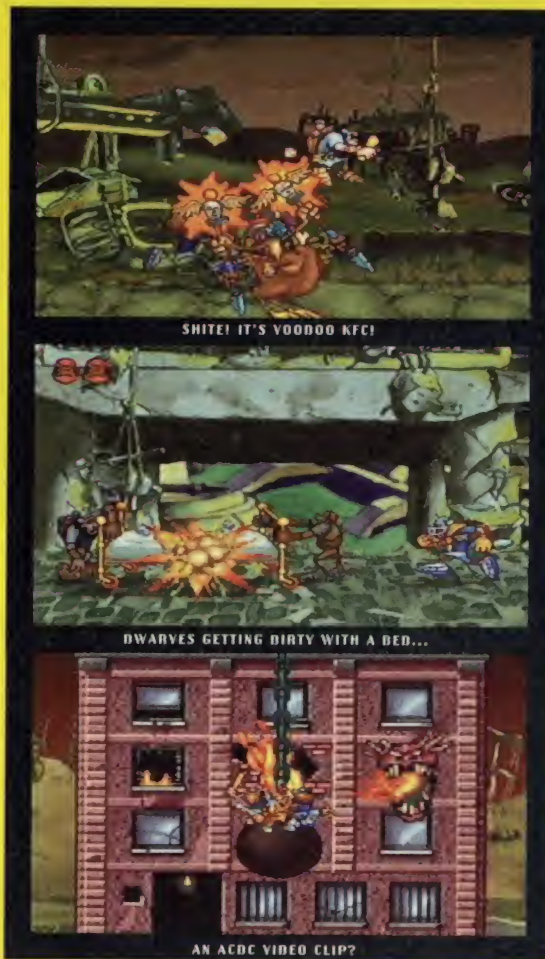 SHITE! IT'S VOODOO KFC!
DWARVES GETTING DIRTY WITH A BED...
AN ACDC VIDEO CLIP?